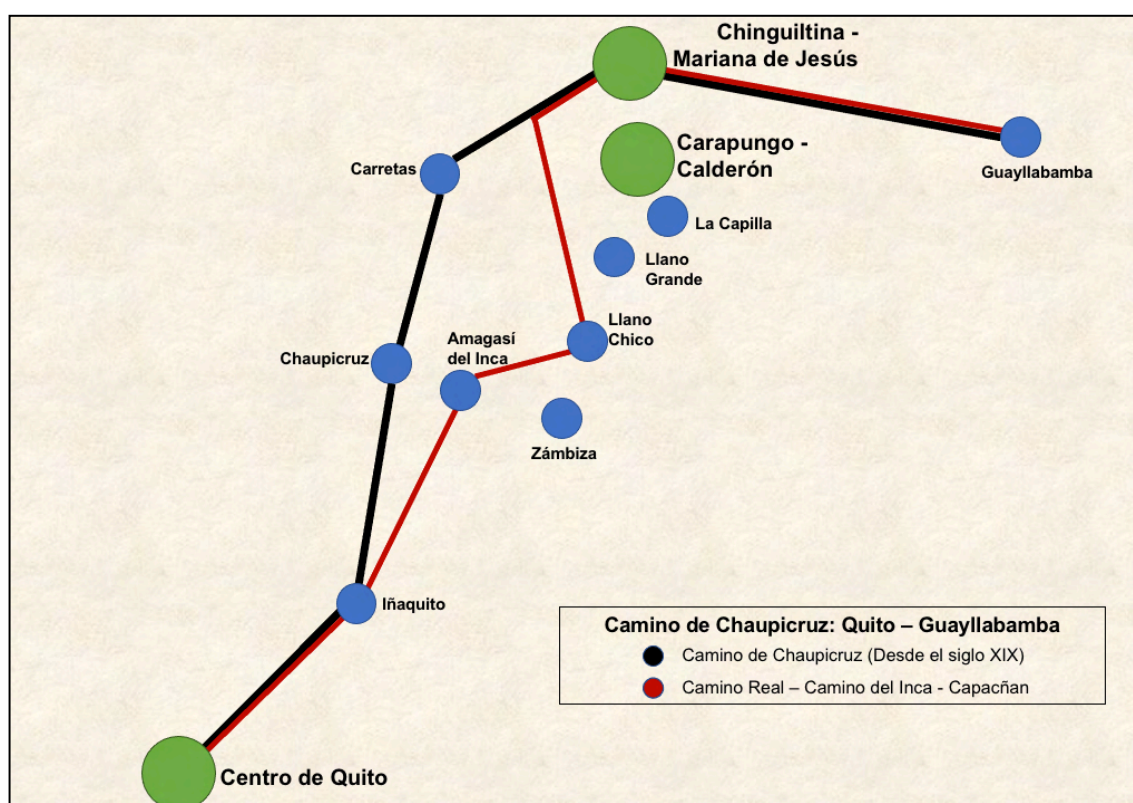 Chinguiltina -
Mariana de Jesús
Carapungo -
Calderón
Carretas
Guayllabamba
La Capilla
Llano
Grande
Llano
Chico
Amagasí
del Inca
Chaupicruz
Zámbiza
Iñaquito
Camino de Chaupicruz: Quito – Guayllabamba
Camino de Chaupicruz (Desde el siglo XIX)
Camino Real – Camino del Inca - Capacñan
Centro de Quito